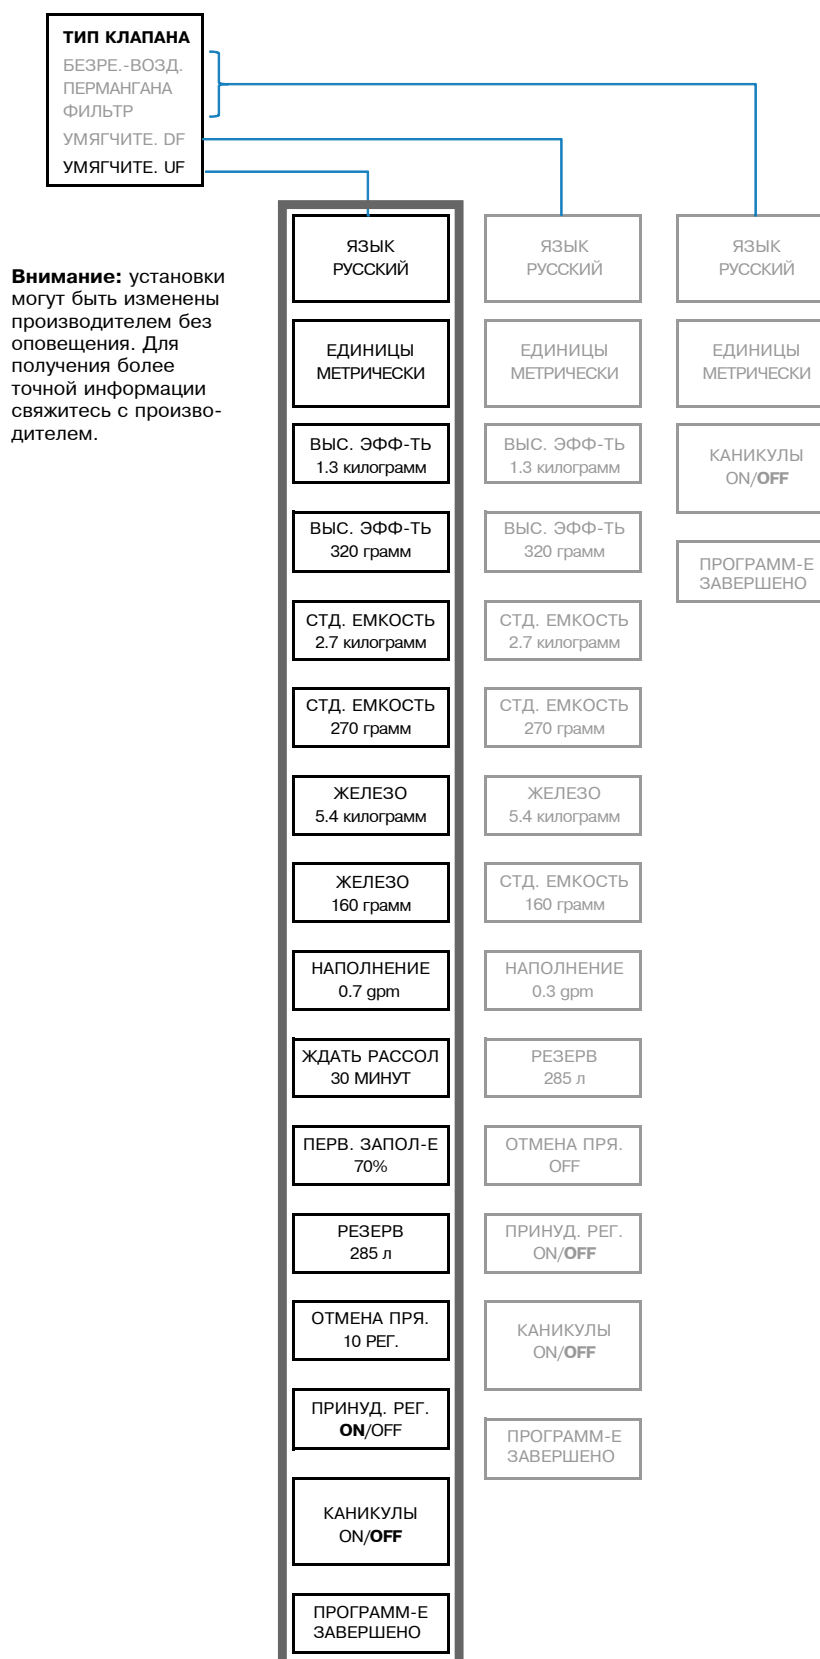 ТИП КЛАПАНА
БЕЗРЕ.-ВОЗД.
ПЕРМАНГАНА
ФИЛЬТР
УМЯГЧИТЕ. DF
УМЯГЧИТЕ. UF
Внимание: установки
могут быть изменены
производителем без
оповещения. Для
получения более
точной информации
свяжитесь с произво-
дителем.
ЯЗЫК
РУССКИЙ
ЕДИНИЦЫ
МЕТРИЧЕСКИ
ВЫС. ЭФФ-ТЬ
1.3 килограмм
ВЫС. ЭФФ-ТЬ
320 грамм
СТД. ЕМКОСТЬ
2.7 килограмм
СТД. ЕМКОСТЬ
270 грамм
ЖЕЛЕЗО
5.4 килограмм
ЖЕЛЕЗО
160 грамм
НАПОЛНЕНИЕ
0.7 gpm
ЖДАТЬ РАССОЛ
30 МИНУТ
ПЕРВ. ЗАПОЛ-Е
70%
РЕЗЕРВ
285 л
ОТМЕНА ПРЯ.
10 РЕГ.
ПРИНУД. РЕГ.
ON/OFF
КАНИКУЛЫ
ON/OFF
ПРОГРАММ-Е
ЗАВЕРШЕНО
ЯЗЫК
РУССКИЙ
ЕДИНИЦЫ
МЕТРИЧЕСКИ
ВЫС. ЭФФ-ТЬ
1.3 килограмм
ВЫС. ЭФФ-ТЬ
320 грамм
СТД. ЕМКОСТЬ
2.7 килограмм
СТД. ЕМКОСТЬ
270 грамм
ЖЕЛЕЗО
5.4 килограмм
СТД. ЕМКОСТЬ
160 грамм
НАПОЛНЕНИЕ
0.3 gpm
РЕЗЕРВ
285 л
ОТМЕНА ПРЯ.
OFF
ПРИНУД. РЕГ.
ON/OFF
КАНИКУЛЫ
ON/OFF
ПРОГРАММ-Е
ЗАВЕРШЕНО
ЯЗЫК
РУССКИЙ
ЕДИНИЦЫ
МЕТРИЧЕСКИ
КАНИКУЛЫ
ON/OFF
ПРОГРАММ-Е
ЗАВЕРШЕНО